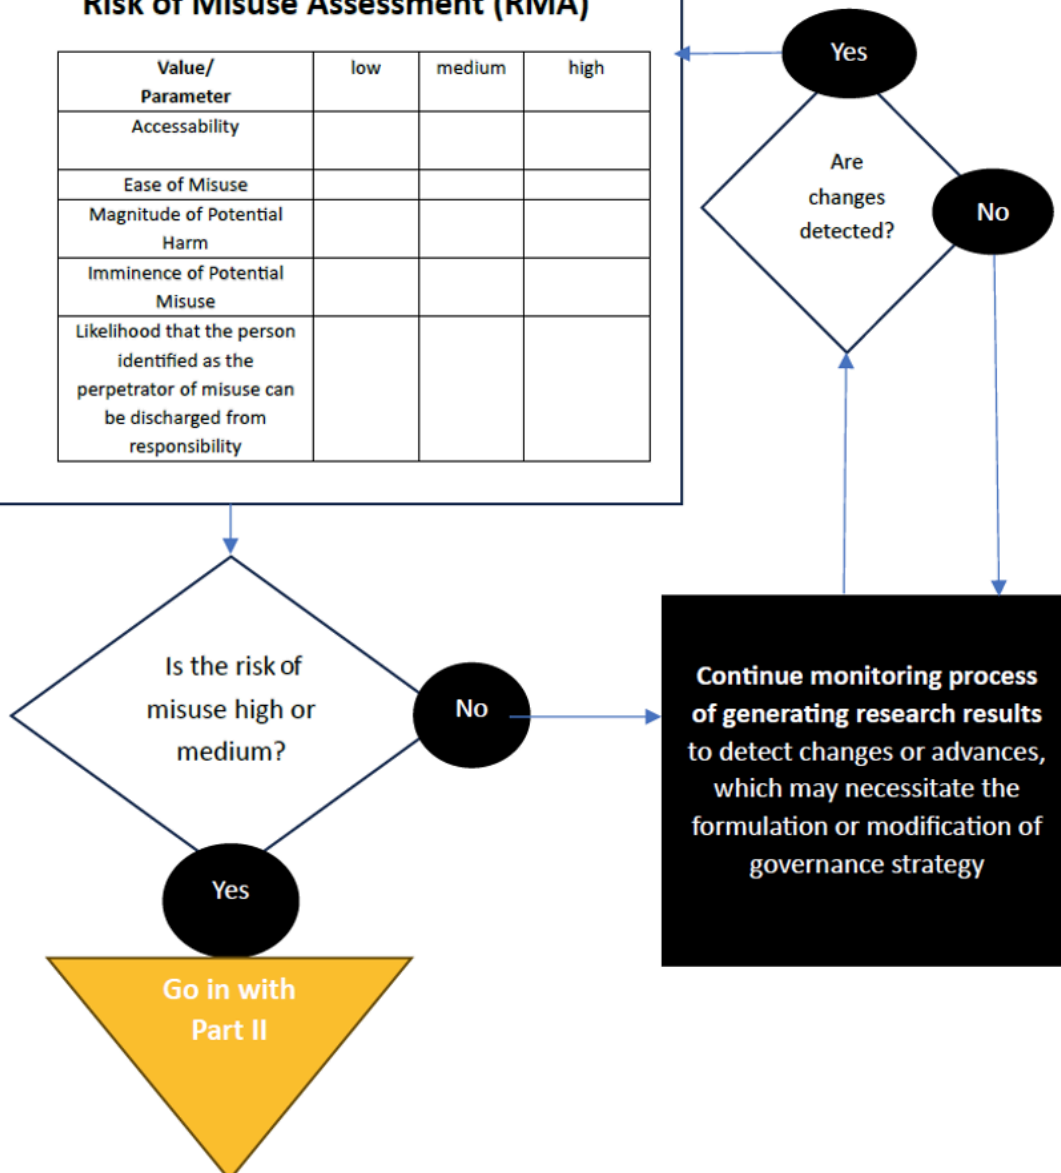 Risk of Misuse Assessment (RMA)
Value/
Parameter
low
medium
high
Accessability
Ease of Misuse
Magnitude of Potential
Harm
Imminence of Potential
Misuse
Likelihood that the person
identified as the
perpetrator of misuse can
be discharged from
responsibility
Yes
Are
changes
detected?
No
Is the risk of
misuse high or
medium?
No
Yes
Go in with
Part II
Continue monitoring process
of generating research results
to detect changes or advances,
which may necessitate the
formulation or modification of
governance strategy